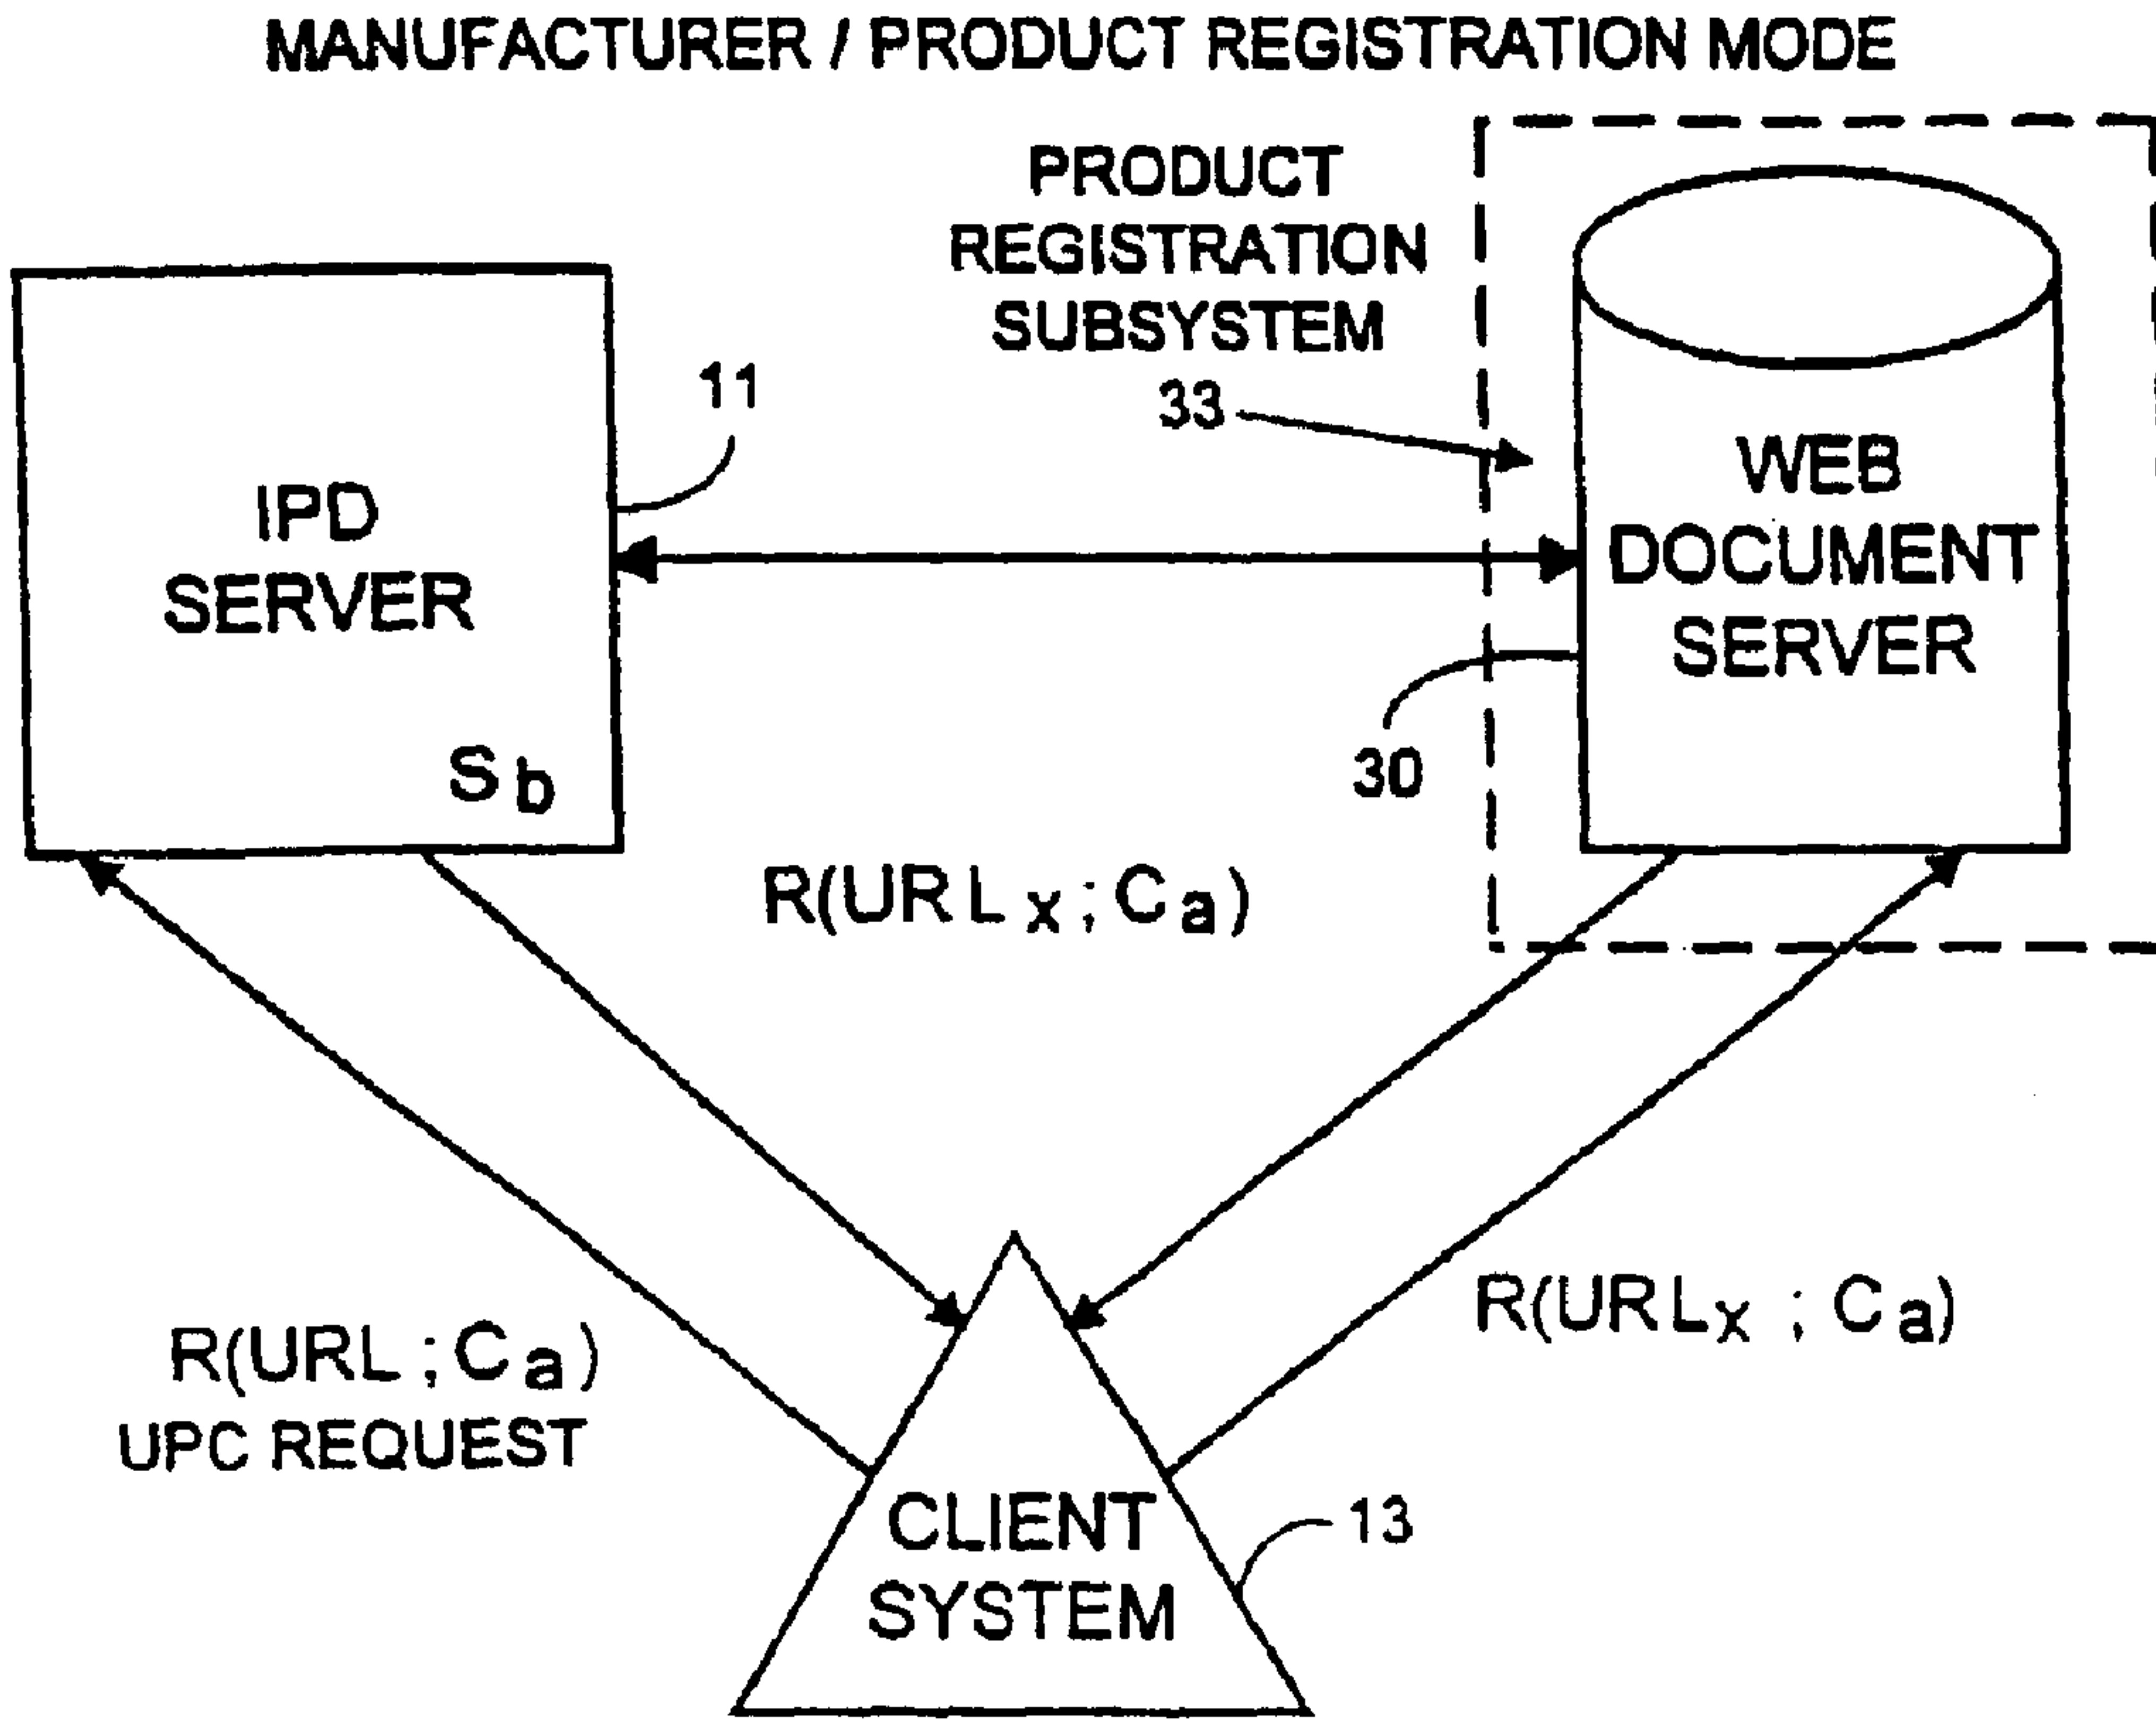 MANUFACTURER / PRODUCT REGISTRATION MODE
PRODUCT
REGISTRATION
SUBSYSTEM
33
11
IPD
SERVER
Sb
WEB
DOCUMENT
SERVER
30
R(URLx;Ca)
R(URL;Ca)
UPC REQUEST
R(URLx ; Ca)
CLIENT
SYSTEM
13